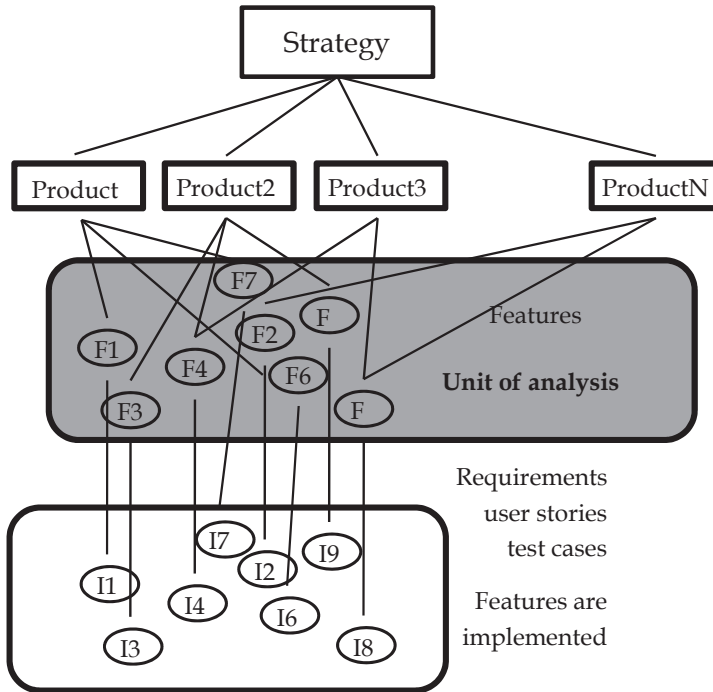 Strategy
Product
Product2
Product3
ProductN
F7
F
F2
Features
F1
F4
F6
Unit of analysis
F3
F
Requirements
user stories
test cases
I7
I9
I2
I1
I4
I6
Features are
implemented
I3
I8